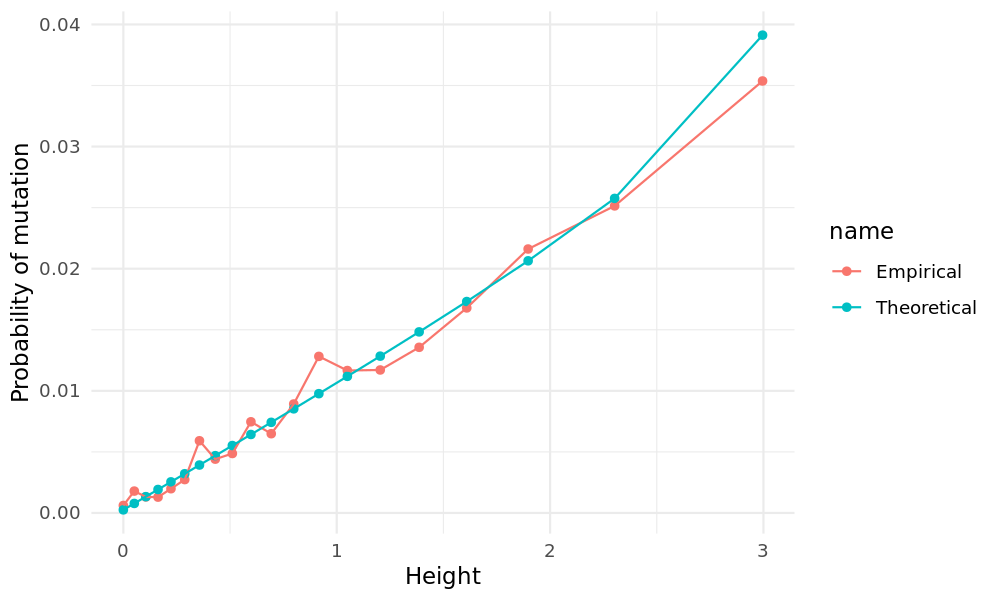 0.04
0.03
0.02
0.01
0.00
Probability of mutation
0
1
2
3
Height
name
Empirical
Theoretical